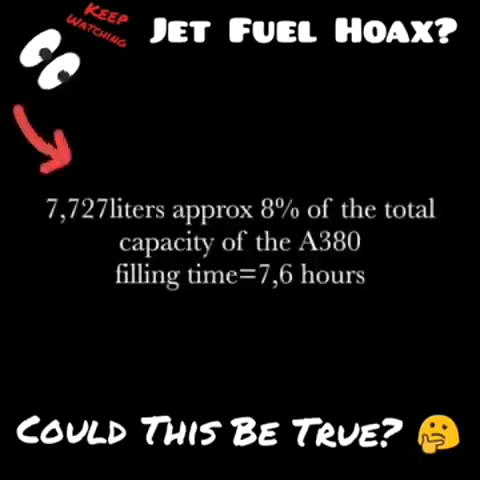 KEEP
WATCHING
JET FUEL HOAX?
7,727liters approx 8% of the total
capacity of the A380
filling time=7,6 hours
COULD THIS BE TRUE? 🤔